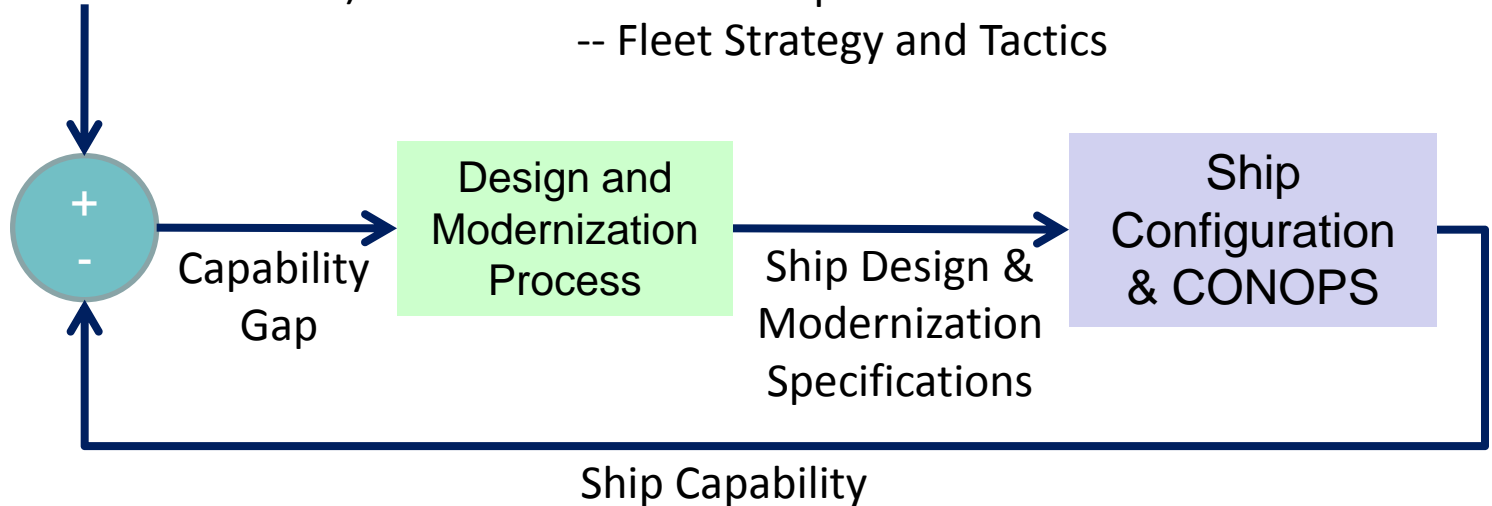 -- Fleet Strategy and Tactics
+
-
Capability
Gap
Design and
Modernization
Process
Ship Design &
Modernization
Specifications
Ship
Configuration
& CONOPS
Ship Capability